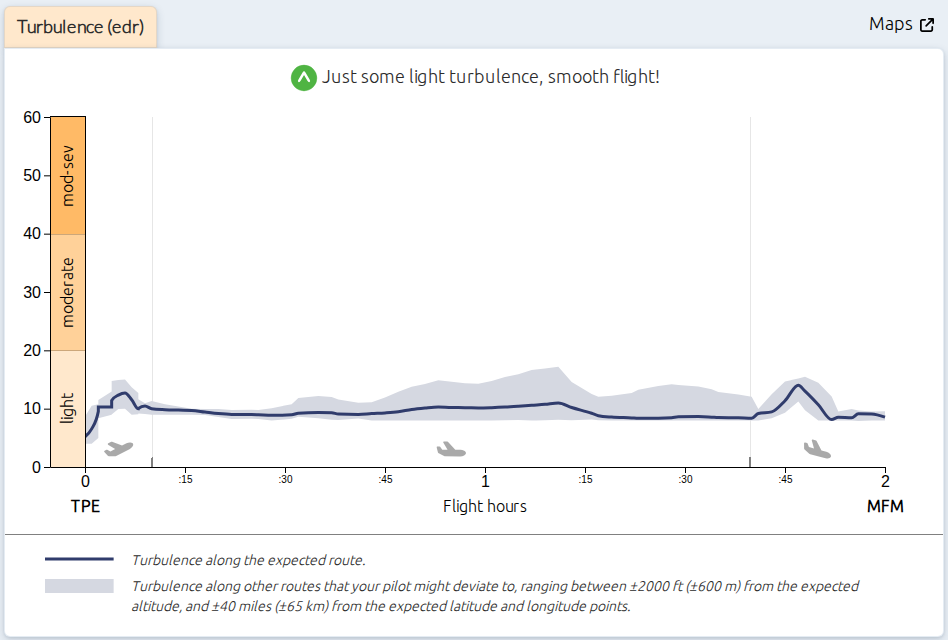 Turbulence (edr)
Maps
Just some light turbulence, smooth flight!
60
50
40
30
20
10
0
mod-sev
moderate
light
0 :15 :30 :45 1 :15 :30 :45 2
TPE Flight hours MFM
Turbulence along the expected route.
Turbulence along other routes that your pilot might deviate to, ranging between ±2000 ft (±600 m) from the expected
altitude, and ±40 miles (±65 km) from the expected latitude and longitude points.